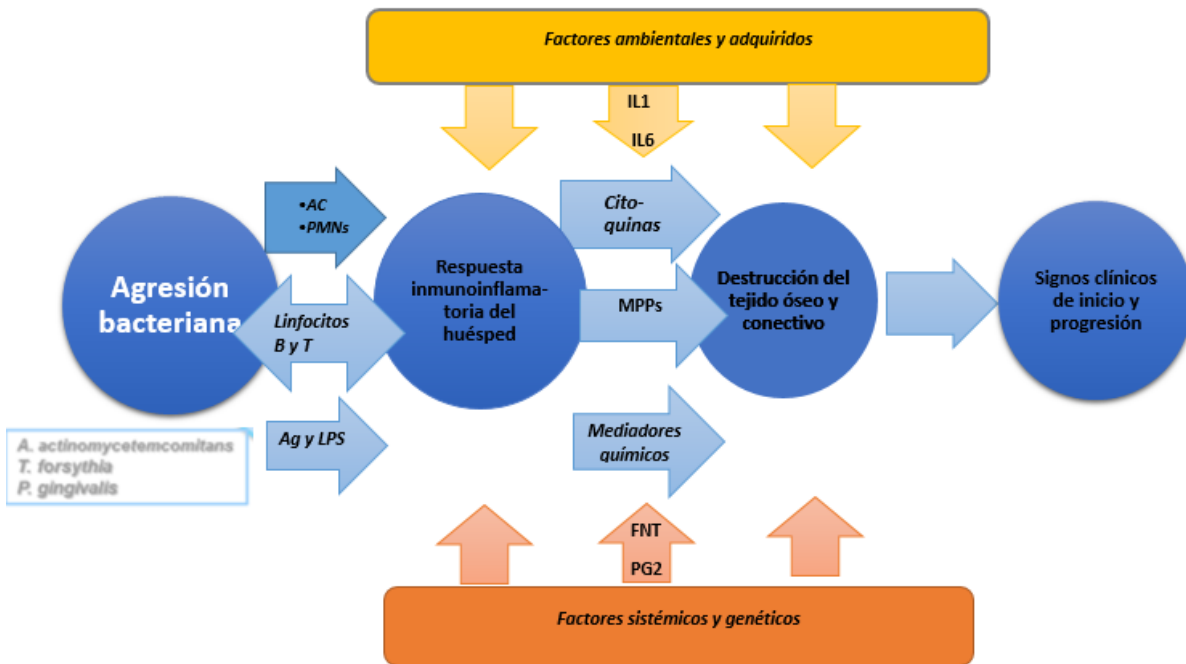 Factores ambientales y adquiridos
IL1
IL6
•AC
•PMNs
Cito-
quinas
Agresión
bacteriana
Linfocitos
B y T
Respuesta
inmunoinflama-
toria del
huésped
MPPs
Destrucción del
tejido óseo y
conectivo
Signos clínicos
de inicio y
progresión
A. actinomycetemcomitans
T. forsythia
P. gingivalis
Ag y LPS
Mediadores
químicos
FNT
PG2
Factores sistémicos y genéticos